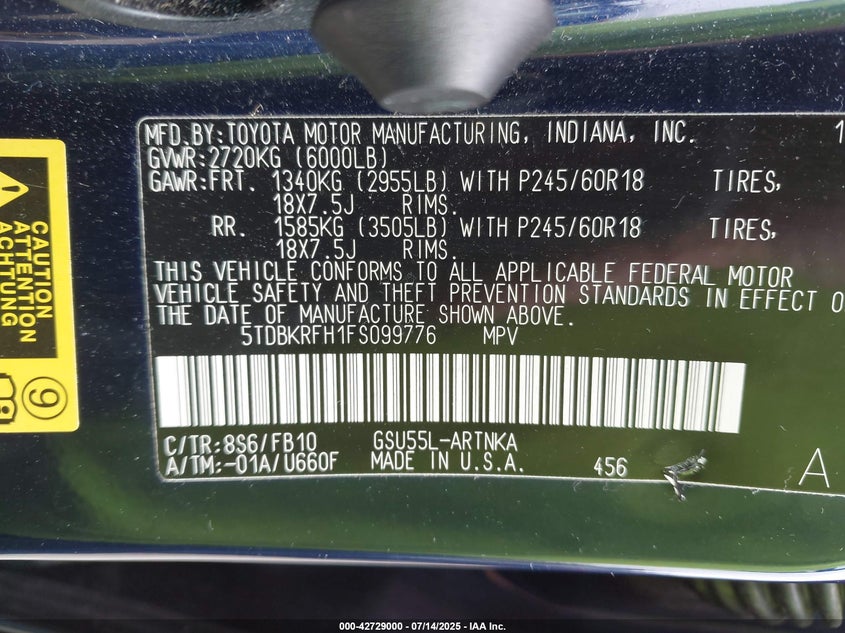 MFD.BY:TOYOTA MOTOR MANUFACTURING, INDIANA, INC. 1
GVWR:2720KG (6000LB)
GAWR:FRT. 1340KG (2955LB) WITH P245/60R18 TIRES,
18X7.5J RIMS.
RR. 1585KG (3505LB) WITH P245/60R18 TIRES,
18X7.5J RIMS.
THIS VEHICLE CONFORMS TO ALL APPLICABLE FEDERAL MOTOR
VEHICLE SAFETY AND THEFT PREVENTION STANDARDS IN EFFECT O
THE DATE OF MANUFACTURE SHOWN ABOVE.
5TDBKRFH1FS099776 MPV
C/TR:8S6/FB10 GSU55L-ARTNKA
A/TM:-01A/U660F MADE IN U.S.A. 456 A
CAUTION
ATTENTION
ACHTUNG
9
000-42729000 - 07/14/2025 - IAA Inc.